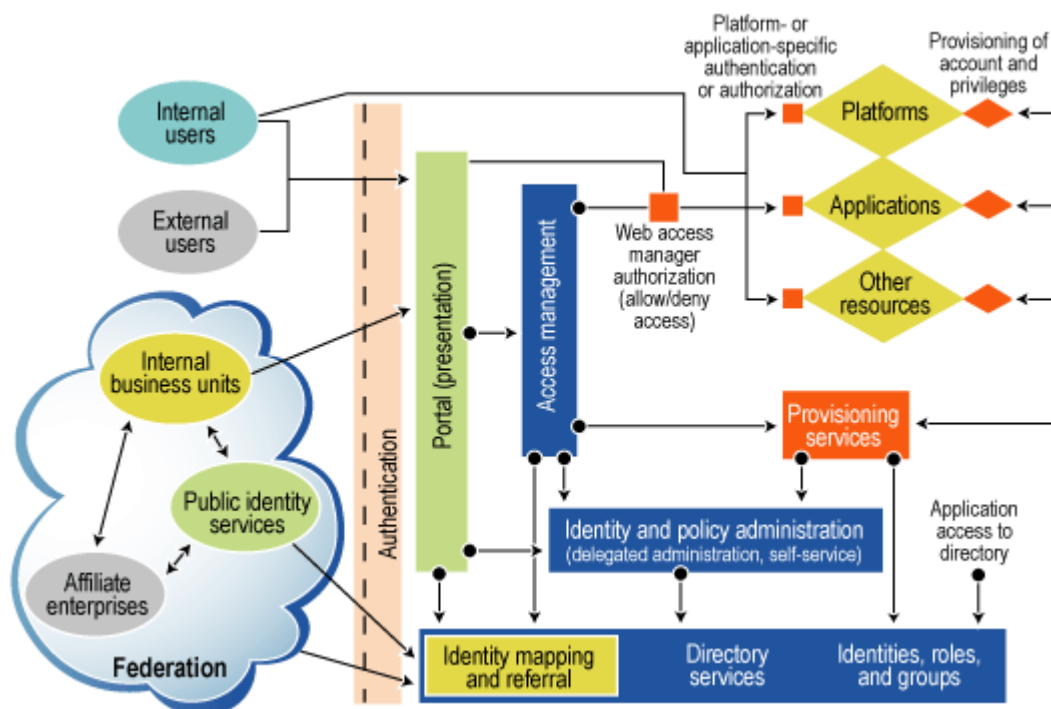 Platform- or
application-specific
authentication
or authorization
Provisioning of
account and
privileges
Internal
users
Platforms
External
users
Applications
Web access
manager
authorization
(allow/deny
access)
Other
resources
Portal (presentation)
Access management
Authentication
Internal
business units
Provisioning
services
Public identity
services
Identity and policy administration
(delegated administration, self-service)
Application
access to
directory
Affiliate
enterprises
Federation
Identity mapping
and referral
Directory
services
Identities, roles,
and groups